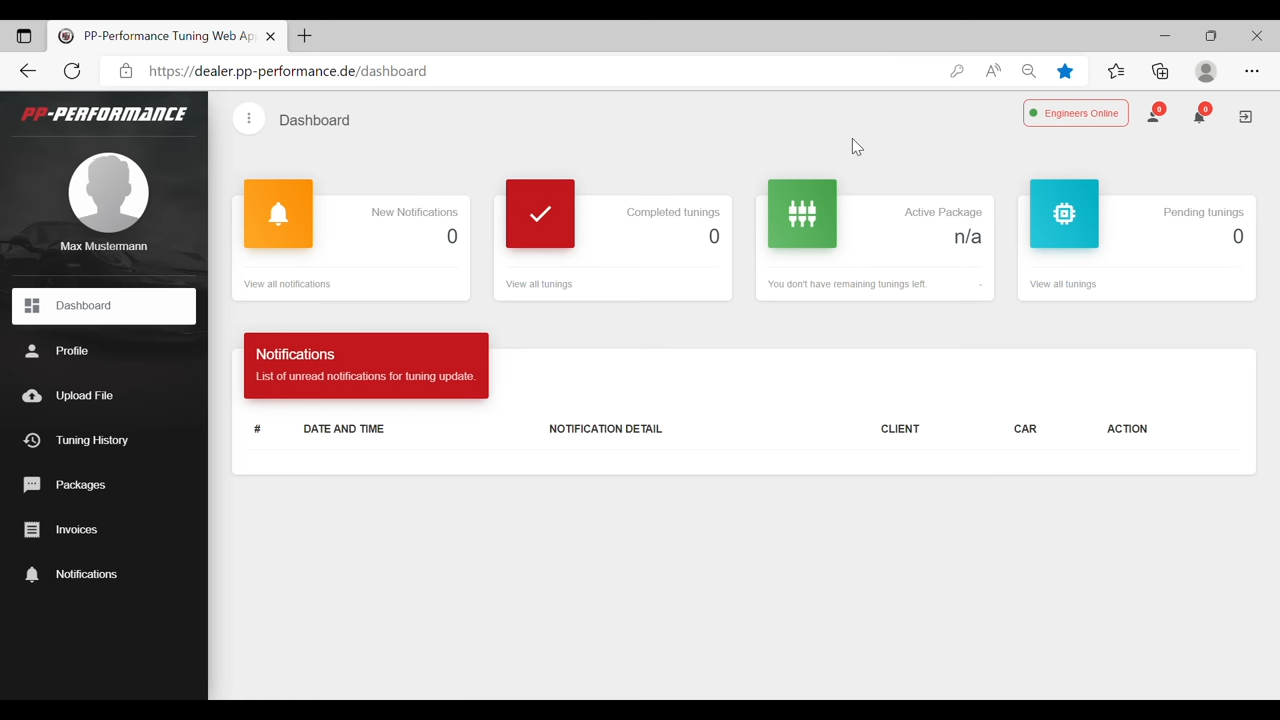 PP-Performance Tuning Web Ap
https://dealer.pp-performance.de/dashboard
PP-PERFORMANCE
Max Mustermann
Dashboard
Profile
Upload File
Tuning History
Packages
Invoices
Notifications
Dashboard
Engineers Online
0
0
New Notifications
0
View all notifications
Completed tunings
0
View all tunings
Active Package
n/a
You don't have remaining tunings left.
-
Pending tunings
0
View all tunings
Notifications
List of unread notifications for tuning update.
# DATE AND TIME NOTIFICATION DETAIL CLIENT CAR ACTION